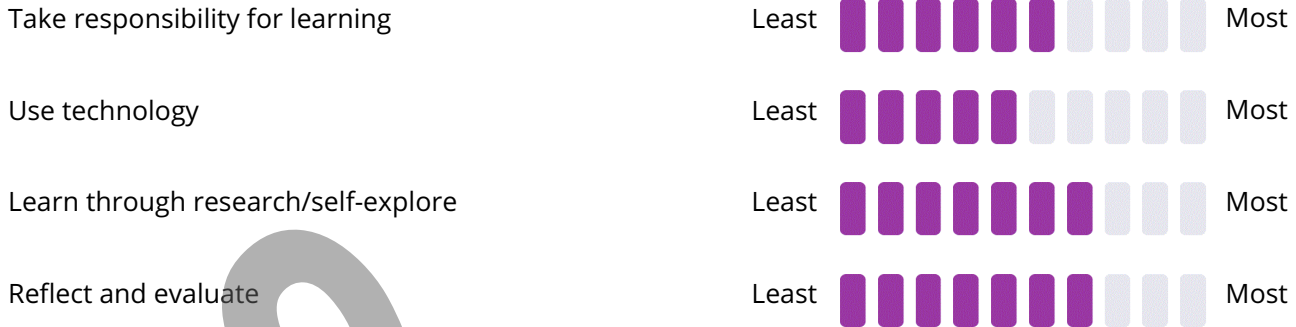 Take responsibility for learning Least Most
Use technology Least Most
Learn through research/self-explore Least Most
Reflect and evaluate Least Most